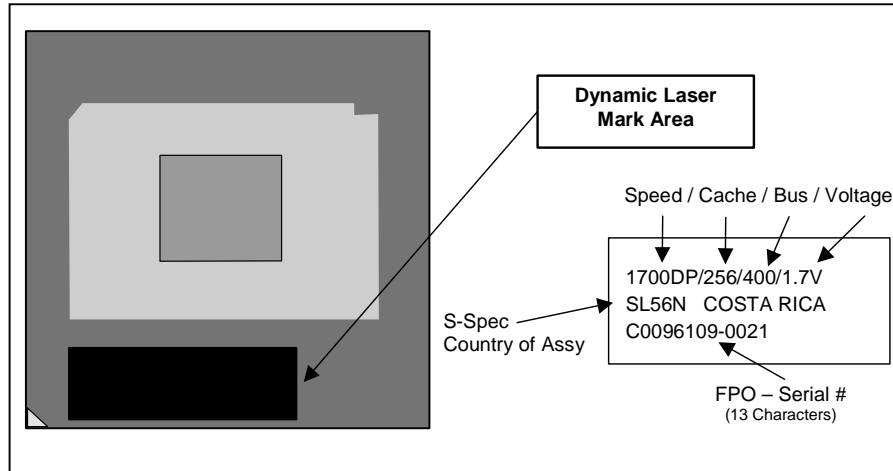 Dynamic Laser
Mark Area
Speed / Cache / Bus / Voltage
1700DP/256/400/1.7V
SL56N COSTA RICA
C0096109-0021
S-Spec
Country of Assy
FPO – Serial #
(13 Characters)